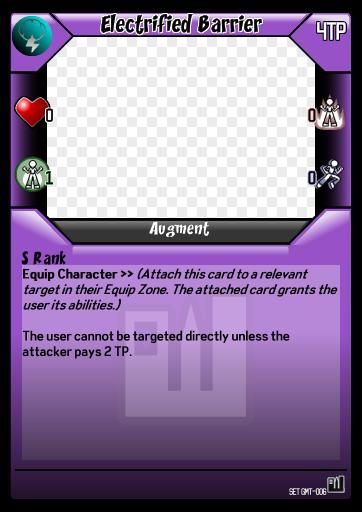 Electrified Barrier
4TP
0
0
1
0
Augment
S Rank
Equip Character >> (Attach this card to a relevant
target in their Equip Zone. The attached card grants the
user its abilities.)
The user cannot be targeted directly unless the
attacker pays 2 TP.
SET GMT-006